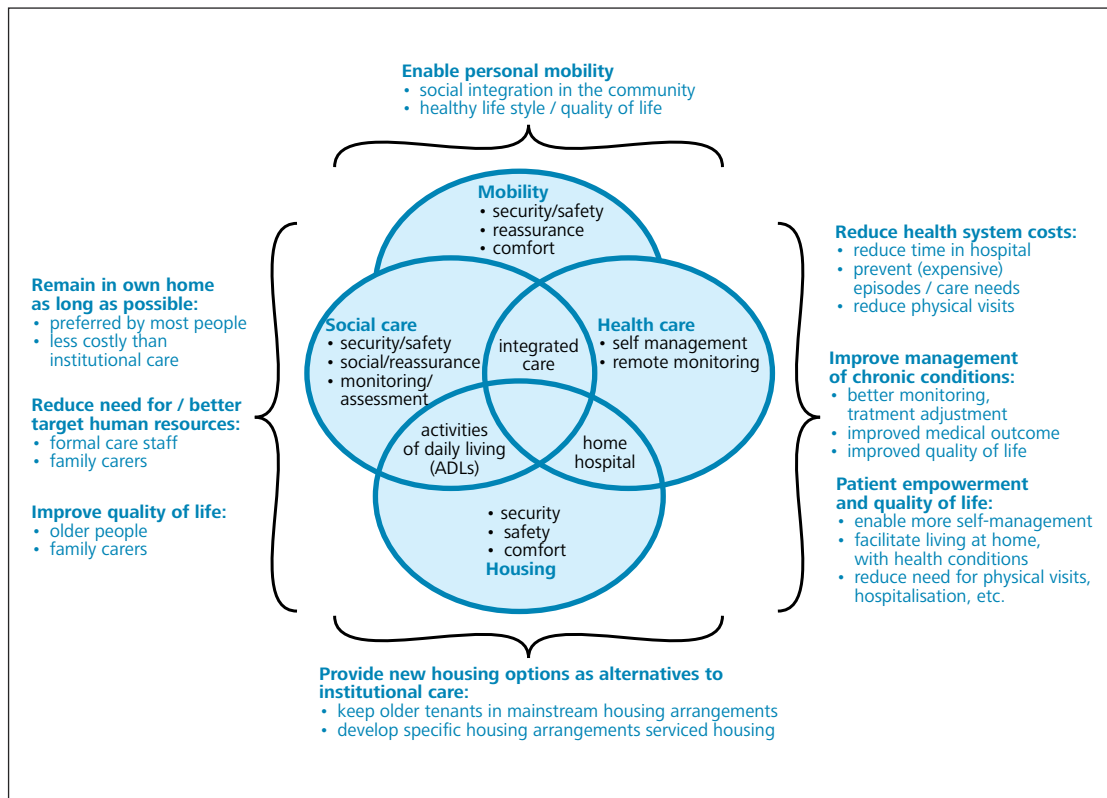 Enable personal mobility
• social integration in the community
• healthy life style / quality of life
Mobility
• security/safety
• reassurance
• comfort
Remain in own home
as long as possible:
• preferred by most people
• less costly than
institutional care
Reduce need for / better
target human resources:
• formal care staff
• family carers
Improve quality of life:
• older people
• family carers
Social care
• security/safety
• social/reassurance
• monitoring/
assessment
integrated
care
Health care
• self management
• remote monitoring
activities
of daily living
(ADLs)
home
hospital
• security
• safety
• comfort
Housing
Reduce health system costs:
• reduce time in hospital
• prevent (expensive)
episodes / care needs
• reduce physical visits
Improve management
of chronic conditions:
• better monitoring,
tratment adjustment
• improved medical outcome
• improved quality of life
Patient empowerment
and quality of life:
• enable more self-management
• facilitate living at home,
with health conditions
• reduce need for physical visits,
hospitalisation, etc.
Provide new housing options as alternatives to
institutional care:
• keep older tenants in mainstream housing arrangements
• develop specific housing arrangements serviced housing